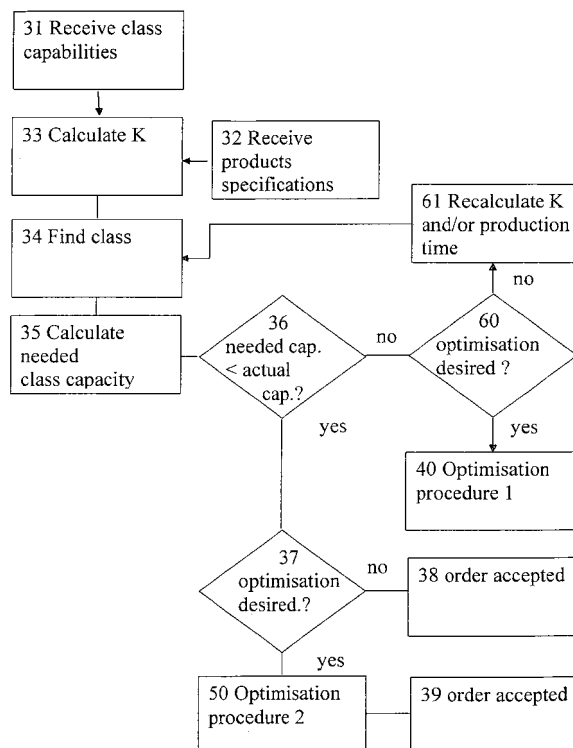 31 Receive class
capabilities
33 Calculate K
32 Receive
products
specifications
34 Find class
61 Recalculate K
and/or production
time
no
35 Calculate
needed
class capacity
36
needed cap.
< actual
cap.?
no
60
optimisation
desired ?
yes
yes
40 Optimisation
procedure 1
37
optimisation
desired.?
no
38 order accepted
yes
50 Optimisation
procedure 2
39 order accepted